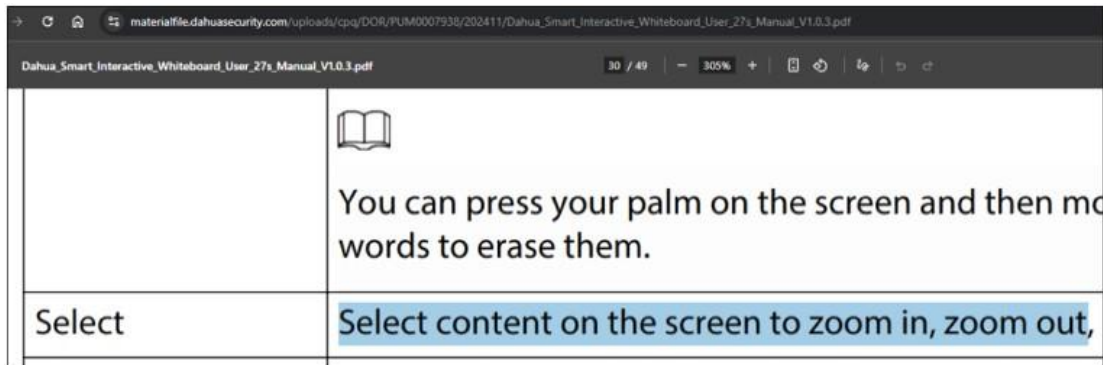 materialfile.dahuasecurity.com/uploads/cpq/DOR/PUM0007938/202411/Dahua_Smart_Interactive_Whiteboard_User_27s_Manual_V1.0.3.pdf
Dahua_Smart_Interactive_Whiteboard_User_27s_Manual_V1.0.3.pdf 30 / 49 − 305% +
You can press your palm on the screen and then mo
words to erase them.
Select Select content on the screen to zoom in, zoom out,